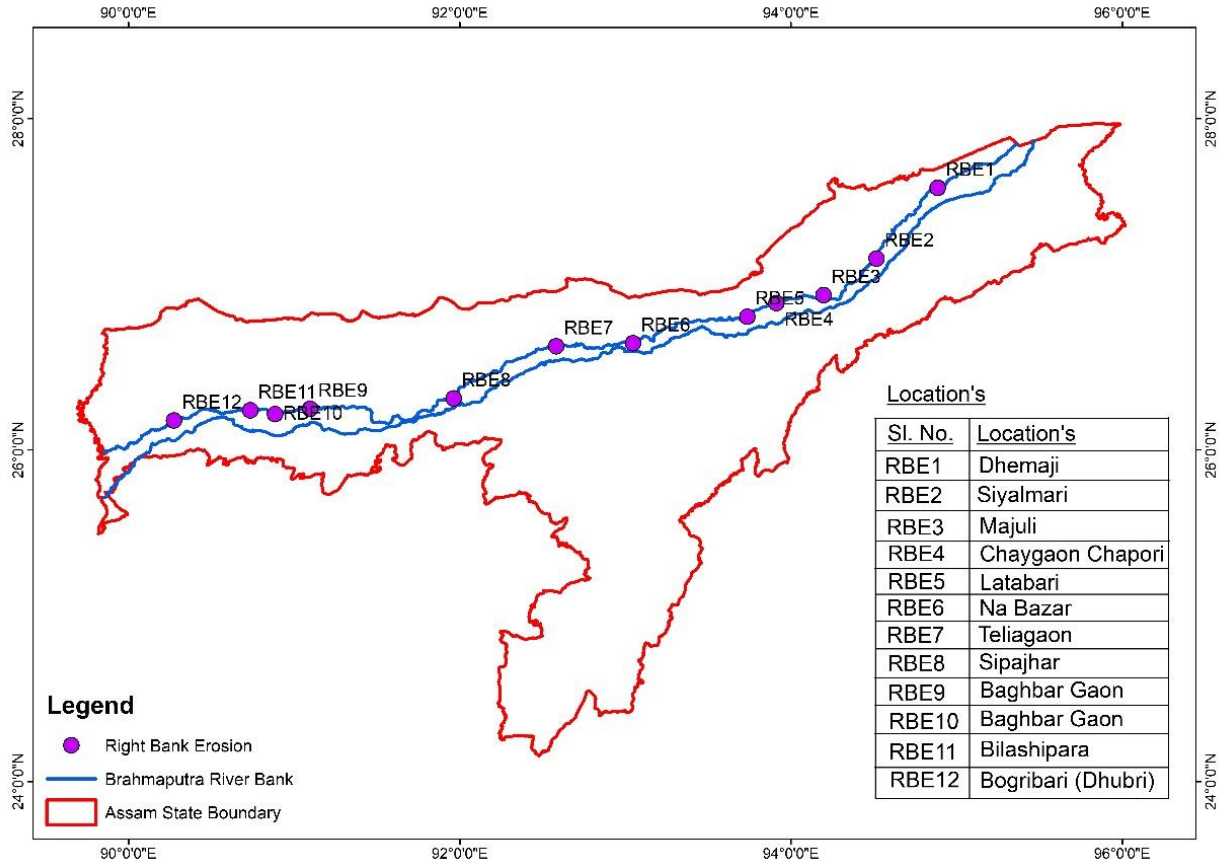 90°0'0"E 92°0'0"E 94°0'0"E 96°0'0"E
28°0'0"N 28°0'0"N
RBE1
RBE2
RBE3
RBE5
RBE4
RBE7 RBE6
RBE8
RBE12 RBE11 RBE9
RBE10
26°0'0"N 26°0'0"N
Location's
Sl. No. Location's
RBE1 Dhemaji
RBE2 Siyalmari
RBE3 Majuli
RBE4 Chaygaon Chapori
RBE5 Latabari
RBE6 Na Bazar
RBE7 Teliagaon
RBE8 Sipajhar
RBE9 Baghbar Gaon
RBE10 Baghbar Gaon
RBE11 Bilashipara
RBE12 Bogribari (Dhubri)
Legend
Right Bank Erosion
Brahmaputra River Bank
Assam State Boundary
24°0'0"N 24°0'0"N
90°0'0"E 92°0'0"E 94°0'0"E 96°0'0"E